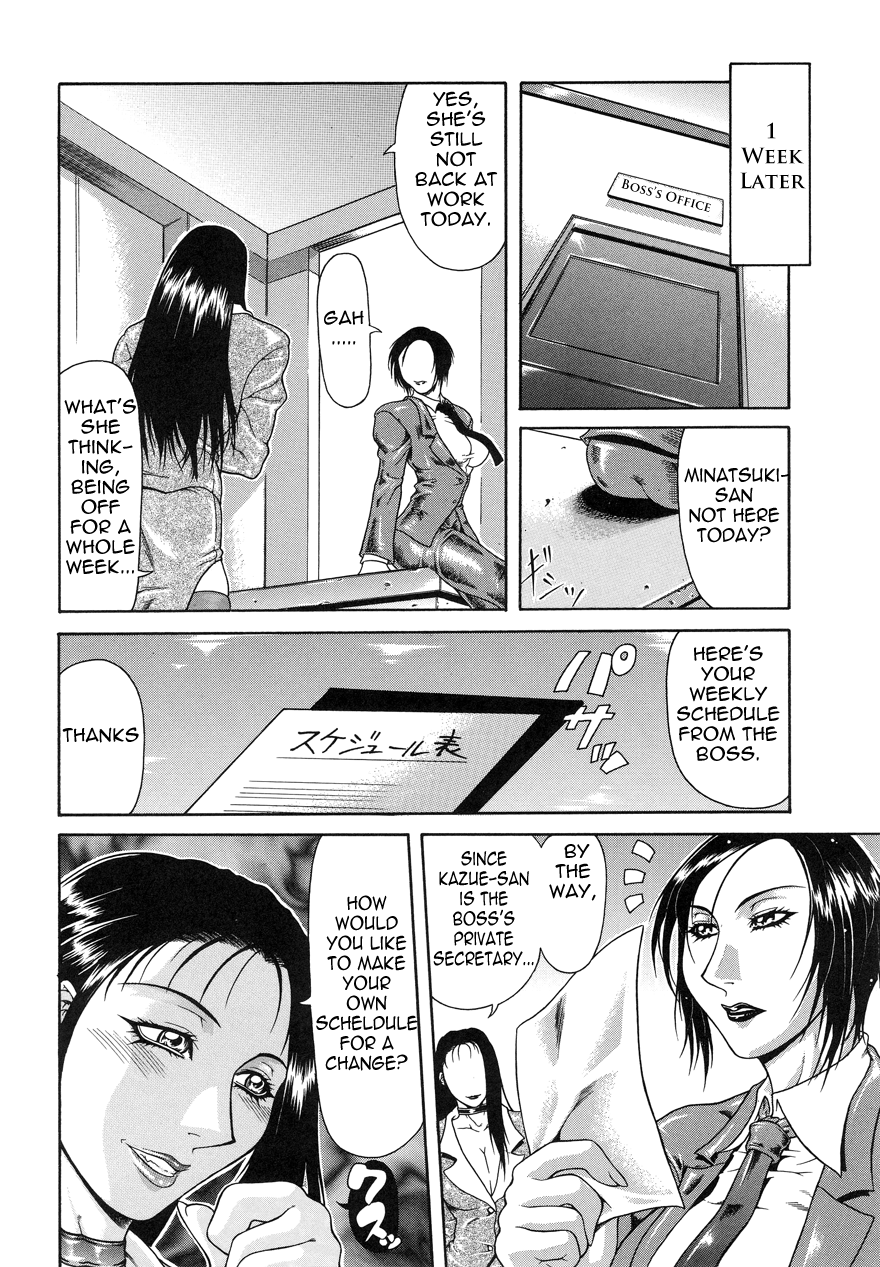 1
WEEK
LATER
BOSS'S OFFICE
MINATSUKI-
SAN
NOT HERE
TODAY?
ギシッ
YES,
SHE'S
STILL
NOT
BACK AT
WORK
TODAY.
GAH
.....
WHAT'S
SHE
THINK-
ING,
BEING
OFF
FOR A
WHOLE
WEEK...
HERE'S
YOUR
WEEKLY
SCHEDULE
FROM THE
BOSS.
パサッ
スケジュール表
THANKS
BY
THE
WAY,
SINCE
KAZUE-SAN
IS THE
BOSS'S
PRIVATE
SECRETARY...
HOW
WOULD
YOU LIKE
TO MAKE
YOUR
OWN
SCHELDULE
FOR A
CHANGE?
クスッ